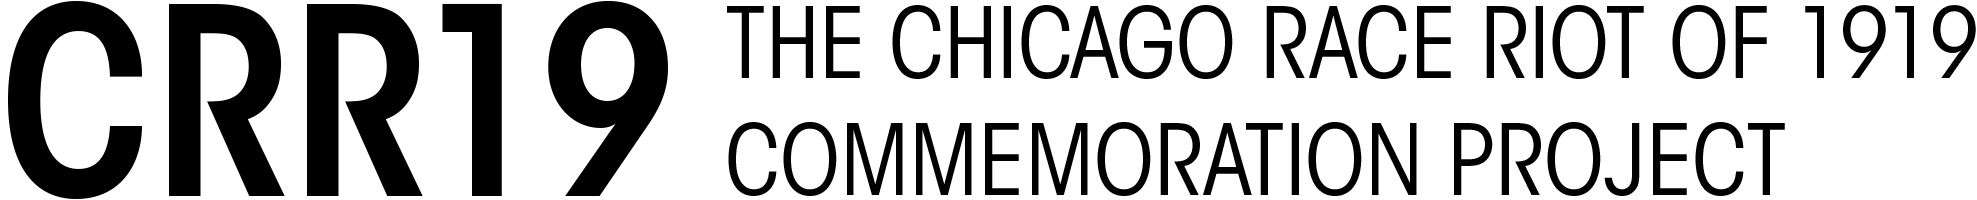 CRR19
THE CHICAGO RACE RIOT OF 1919
COMMEMORATION PROJECT